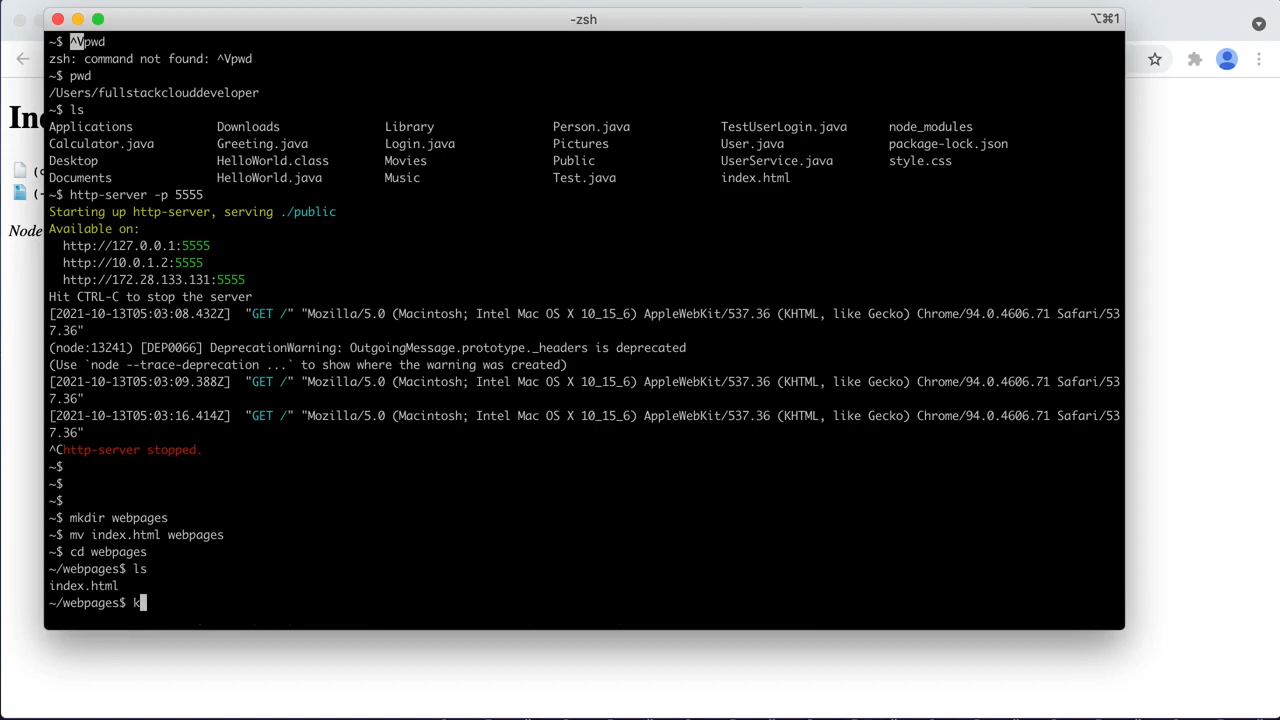 -zsh
⌥⌘1
~$ ^Vpwd
zsh: command not found: ^Vpwd
~$ pwd
/Users/fullstackclouddeveloper
~$ ls
Applications Downloads Library Person.java TestUserLogin.java node_modules
Calculator.java Greeting.java Login.java Pictures User.java package-lock.json
Desktop HelloWorld.class Movies Public UserService.java style.css
Documents HelloWorld.java Music Test.java index.html
~$ http-server -p 5555
Starting up http-server, serving ./public
Available on:
http://127.0.0.1:5555
http://10.0.1.2:5555
http://172.28.133.131:5555
Hit CTRL-C to stop the server
[2021-10-13T05:03:08.432Z] "GET /" "Mozilla/5.0 (Macintosh; Intel Mac OS X 10_15_6) AppleWebKit/537.36 (KHTML, like Gecko) Chrome/94.0.4606.71 Safari/53
7.36"
(node:13241) [DEP0066] DeprecationWarning: OutgoingMessage.prototype._headers is deprecated
(Use `node --trace-deprecation ...` to show where the warning was created)
[2021-10-13T05:03:09.388Z] "GET /" "Mozilla/5.0 (Macintosh; Intel Mac OS X 10_15_6) AppleWebKit/537.36 (KHTML, like Gecko) Chrome/94.0.4606.71 Safari/53
7.36"
[2021-10-13T05:03:16.414Z] "GET /" "Mozilla/5.0 (Macintosh; Intel Mac OS X 10_15_6) AppleWebKit/537.36 (KHTML, like Gecko) Chrome/94.0.4606.71 Safari/53
7.36"
^Chttp-server stopped.
~$
~$
~$
~$ mkdir webpages
~$ mv index.html webpages
~$ cd webpages
~/webpages$ ls
index.html
~/webpages$ k
Node